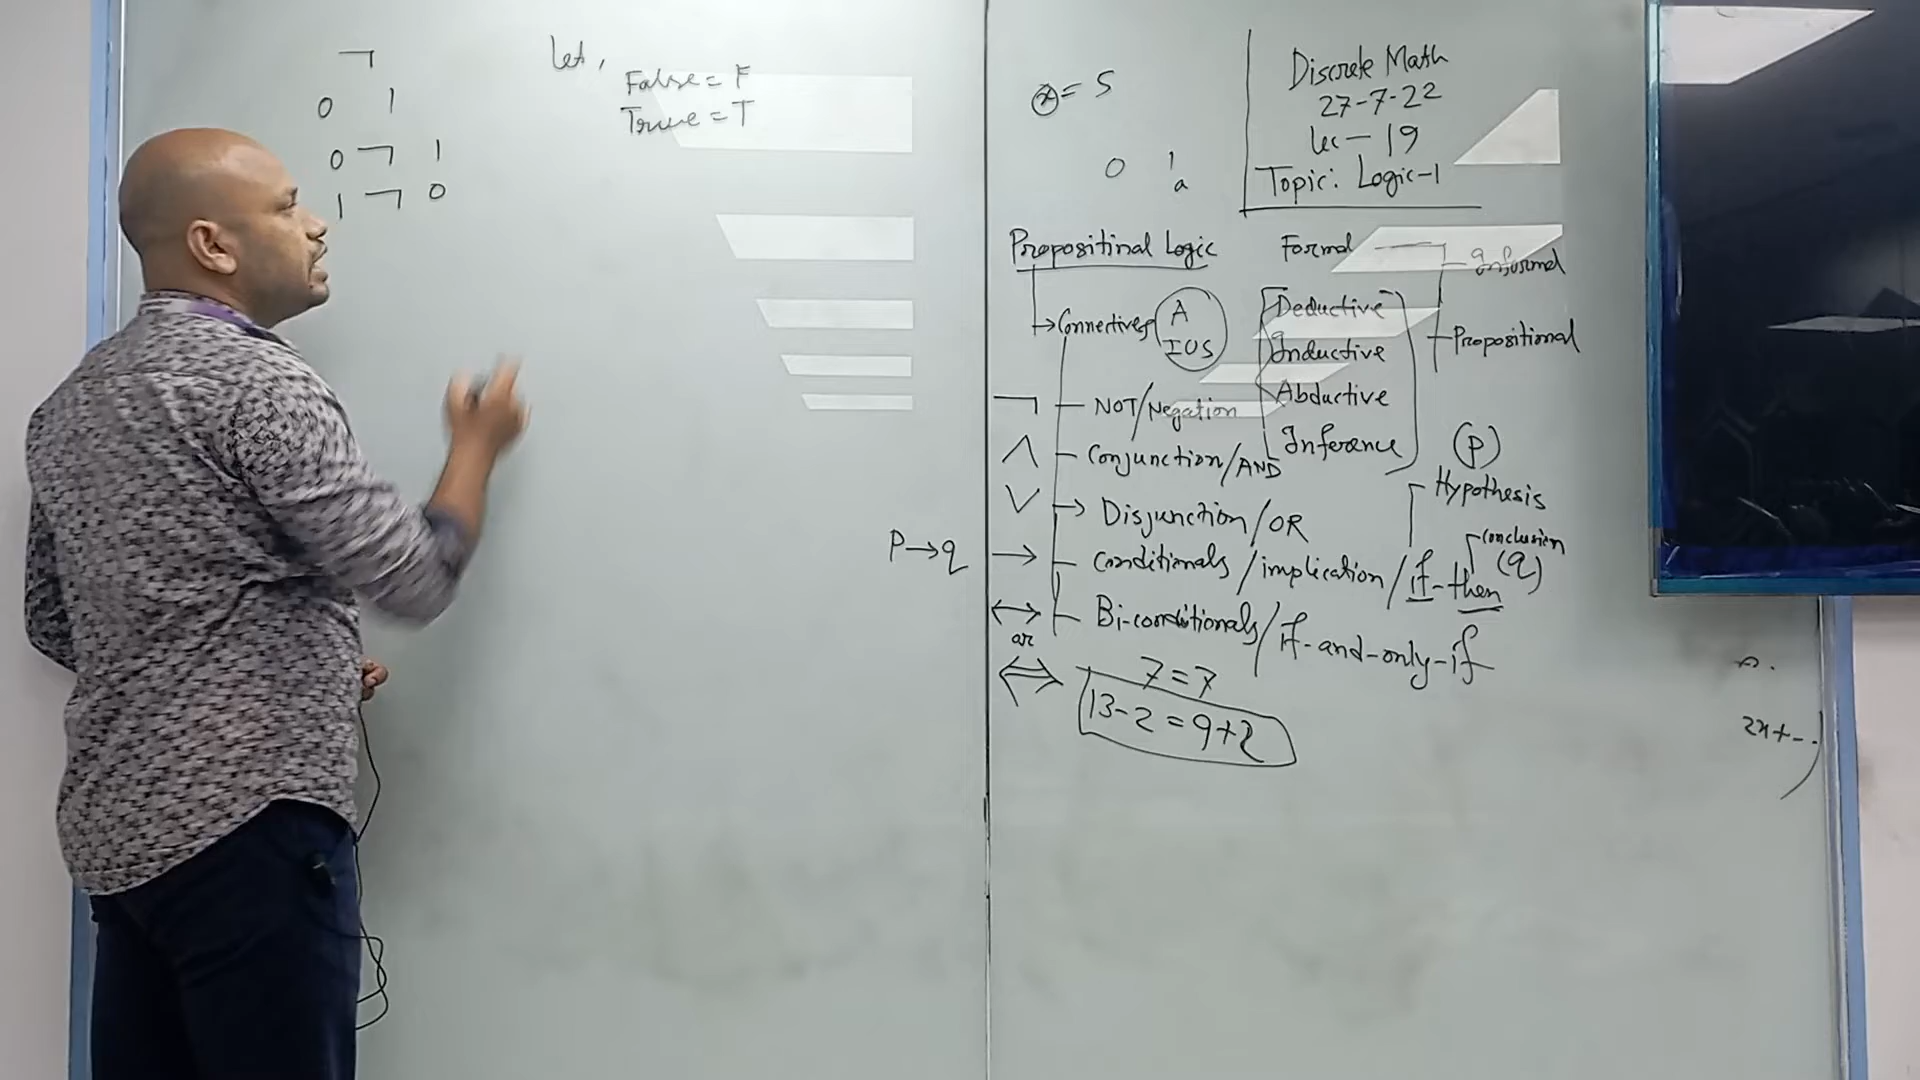 ¬
0 1
0 ¬ 1
1 ¬ 0
Let,
False = F
True = T
x = 5
0 1
a
Discrete Math
27-7-22
Lec - 19
Topic: Logic-1
Propositinal Logic
→ Connectives
A
IOS
¬ NOT/Negation
∧ Conjunction/AND
∨ → Disjunction/OR
P→q → Conditionals/implication/if-then
↔ Bi-conditionals/if-and-only-if
or
⇔
7 = 7
13-2 = 9+2
Formal
Informal
Propositional
Deductive
Inductive
Abductive
Inference
(P)
Hypothesis
conclusion
(q)
2x+--